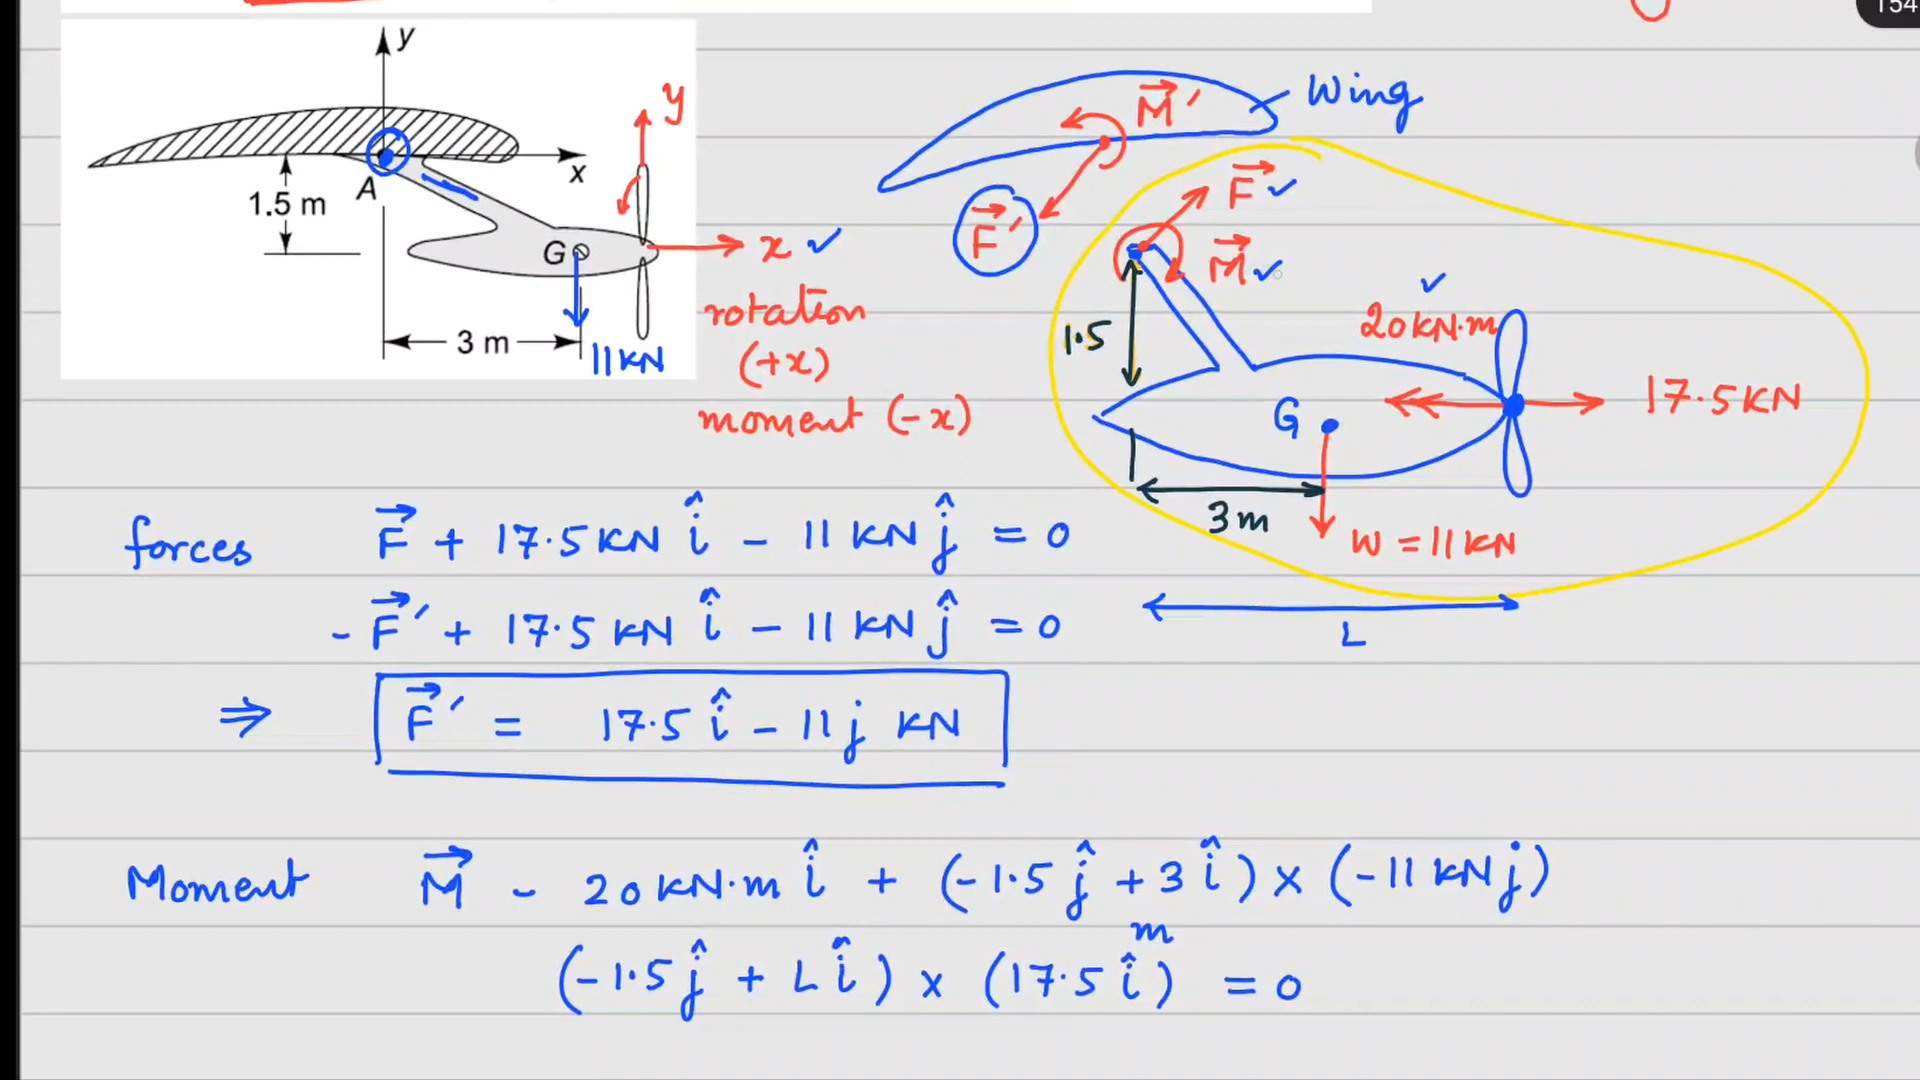 154
y
x
A
1.5 m
G
3 m
11 KN
y
x ✓
rotation
(+x)
moment (-x)
Wing
M⃗′
F⃗′
F⃗ ✓
M⃗ ✓
1.5
20 KN·m ✓
G
17.5 KN
3m
W = 11 KN
L
forces F⃗ + 17.5 KN î - 11 KN ĵ = 0
- F⃗′ + 17.5 KN î - 11 KN ĵ = 0
⇒ F⃗′ = 17.5 î - 11 j KN
Moment M⃗ - 20 KN·m î + (-1.5 ĵ + 3 î) × (-11 KN j)
m
(-1.5 ĵ + L î) × (17.5 î) = 0